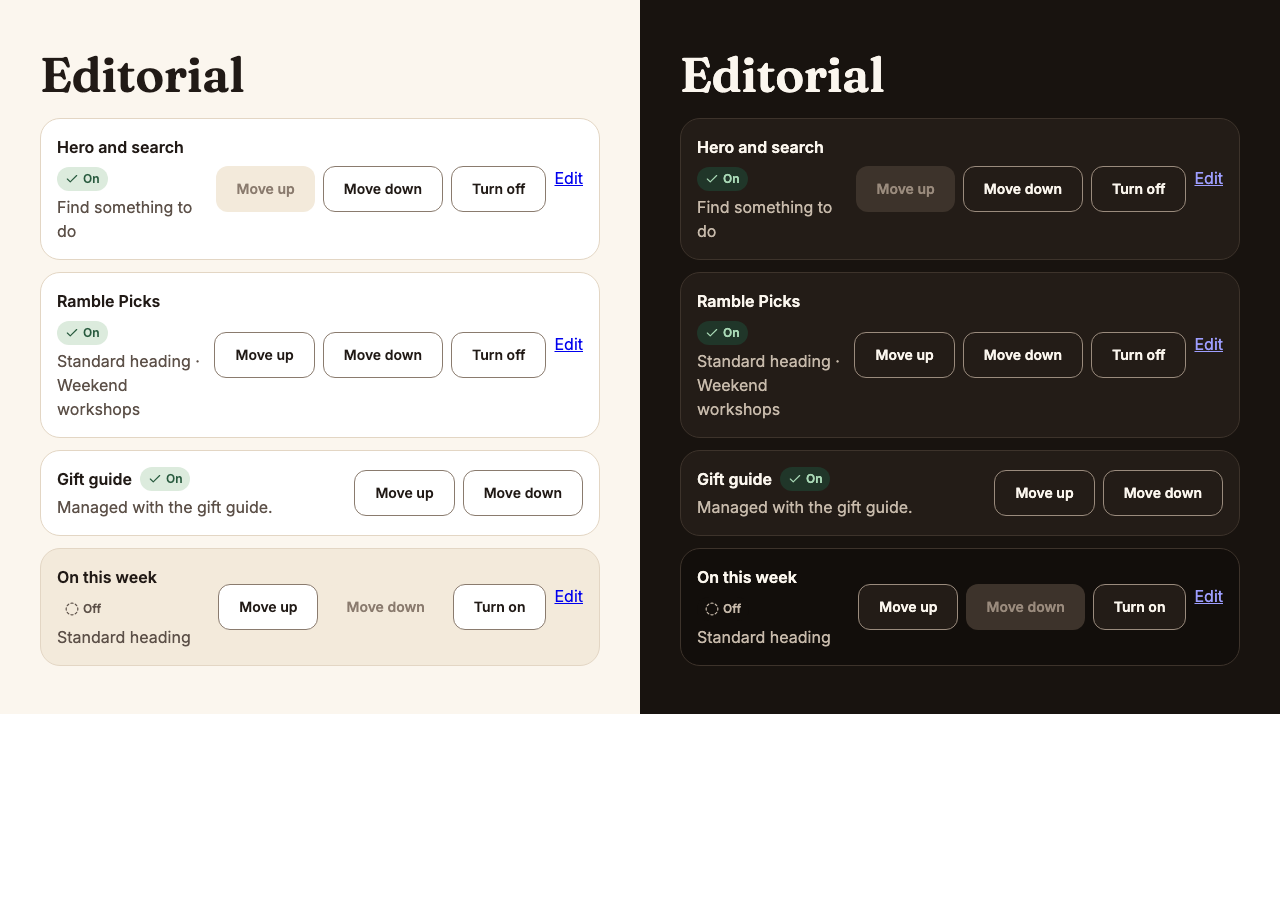 Editorial
Hero and search
On
Find something to
do
Move up
Move down
Turn off
Edit
Ramble Picks
On
Standard heading ·
Weekend
workshops
Move up
Move down
Turn off
Edit
Gift guide
On
Managed with the gift guide.
Move up
Move down
On this week
Off
Standard heading
Move up
Move down
Turn on
Edit
Editorial
Hero and search
On
Find something to
do
Move up
Move down
Turn off
Edit
Ramble Picks
On
Standard heading ·
Weekend
workshops
Move up
Move down
Turn off
Edit
Gift guide
On
Managed with the gift guide.
Move up
Move down
On this week
Off
Standard heading
Move up
Move down
Turn on
Edit